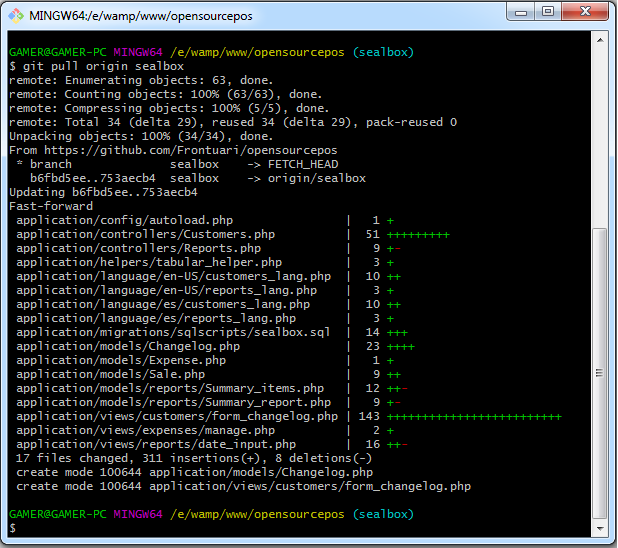 MINGW64:/e/wamp/www/opensourcepos
GAMER@GAMER-PC MINGW64 /e/wamp/www/opensourcepos (sealbox)
$ git pull origin sealbox
remote: Enumerating objects: 63, done.
remote: Counting objects: 100% (63/63), done.
remote: Compressing objects: 100% (5/5), done.
remote: Total 34 (delta 29), reused 34 (delta 29), pack-reused 0
Unpacking objects: 100% (34/34), done.
From https://github.com/Frontuari/opensourcepos
 * branch            sealbox    -> FETCH_HEAD
   b6fbd5ee..753aecb4  sealbox    -> origin/sealbox
Updating b6fbd5ee..753aecb4
Fast-forward
 application/config/autoload.php                |   1 +
 application/controllers/Customers.php          |  51 +++++++++
 application/controllers/Reports.php            |   9 +-
 application/helpers/tabular_helper.php         |   3 +
 application/language/en-US/customers_lang.php  |  10 ++
 application/language/en-US/reports_lang.php    |   3 +
 application/language/es/customers_lang.php     |  10 ++
 application/language/es/reports_lang.php       |   3 +
 application/migrations/sqlscripts/sealbox.sql  |  14 +++
 application/models/Changelog.php               |  23 ++++
 application/models/Expense.php                 |   1 +
 application/models/Sale.php                    |   9 ++
 application/models/reports/Summary_items.php   |  12 ++-
 application/models/reports/Summary_report.php  |   9 +-
 application/views/customers/form_changelog.php | 143 +++++++++++++++++++++++++
 application/views/expenses/manage.php          |   2 +
 application/views/reports/date_input.php       |  16 ++-
 17 files changed, 311 insertions(+), 8 deletions(-)
 create mode 100644 application/models/Changelog.php
 create mode 100644 application/views/customers/form_changelog.php
GAMER@GAMER-PC MINGW64 /e/wamp/www/opensourcepos (sealbox)
$